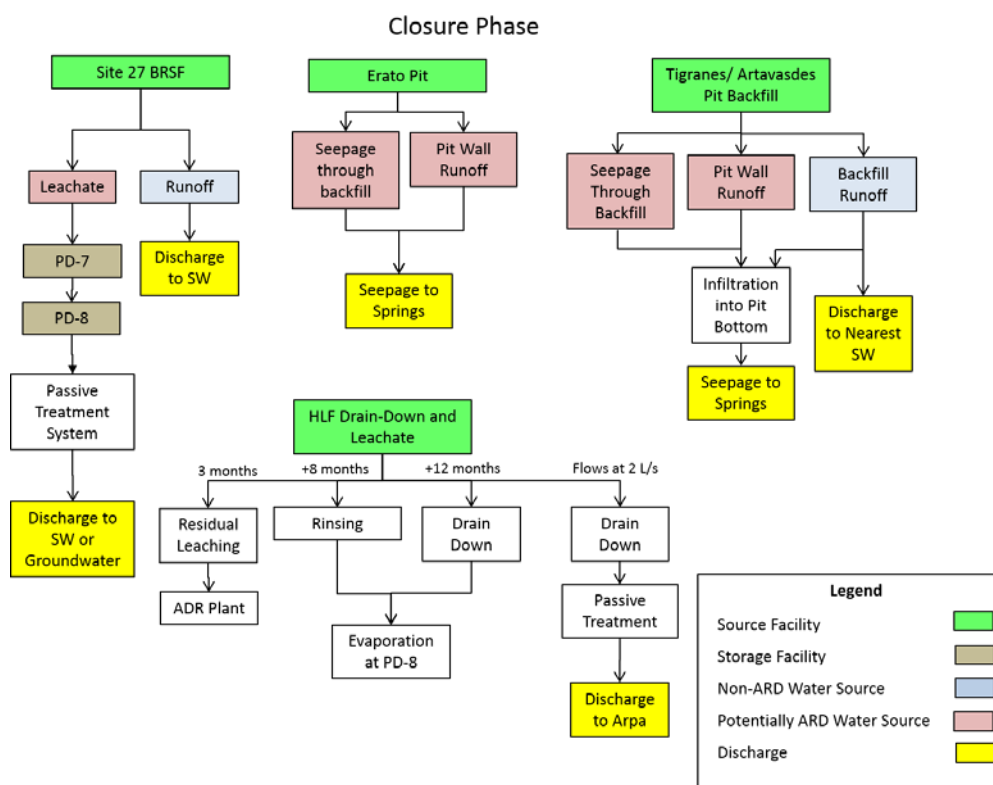 Closure Phase
Site 27 BRSF
Leachate
Runoff
PD-7
Discharge
to SW
PD-8
Passive
Treatment
System
Discharge to
SW or
Groundwater
Erato Pit
Seepage
through
backfill
Pit Wall
Runoff
Seepage to
Springs
Tigranes/ Artavasdes
Pit Backfill
Seepage
Through
Backfill
Pit Wall
Runoff
Backfill
Runoff
Infiltration
into Pit
Bottom
Discharge
to Nearest
SW
Seepage to
Springs
HLF Drain-Down and
Leachate
3 months
+8 months
+12 months
Flows at 2 L/s
Residual
Leaching
Rinsing
Drain
Down
Drain
Down
ADR Plant
Evaporation
at PD-8
Passive
Treatment
Discharge
to Arpa
Legend
Source Facility
Storage Facility
Non-ARD Water Source
Potentially ARD Water Source
Discharge